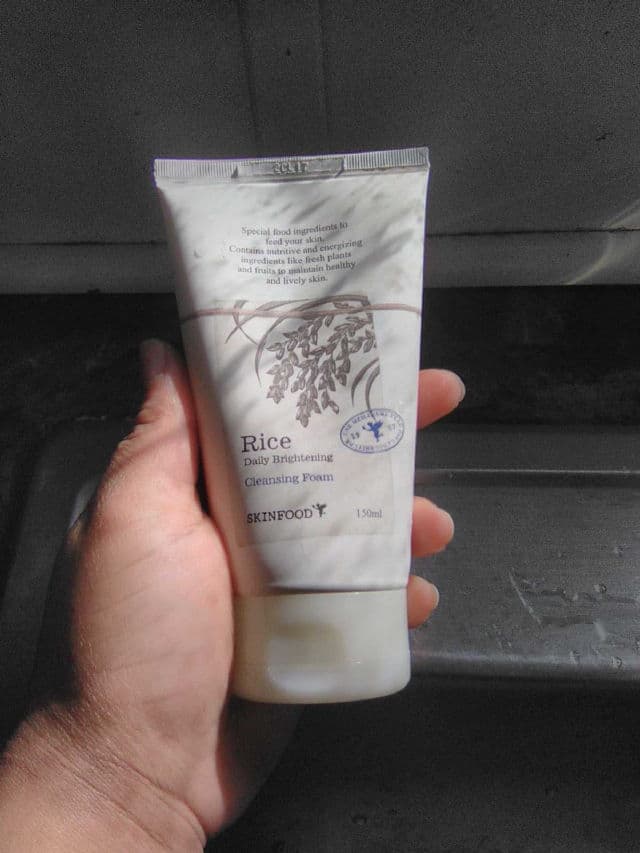 Special food ingredients to
feed your skin.
Contains nutritive and energizing
ingredients like fresh plants
and fruits to maintain healthy
and lively skin.
Rice
Daily Brightening
Cleansing Foam
SKINFOOD
150ml